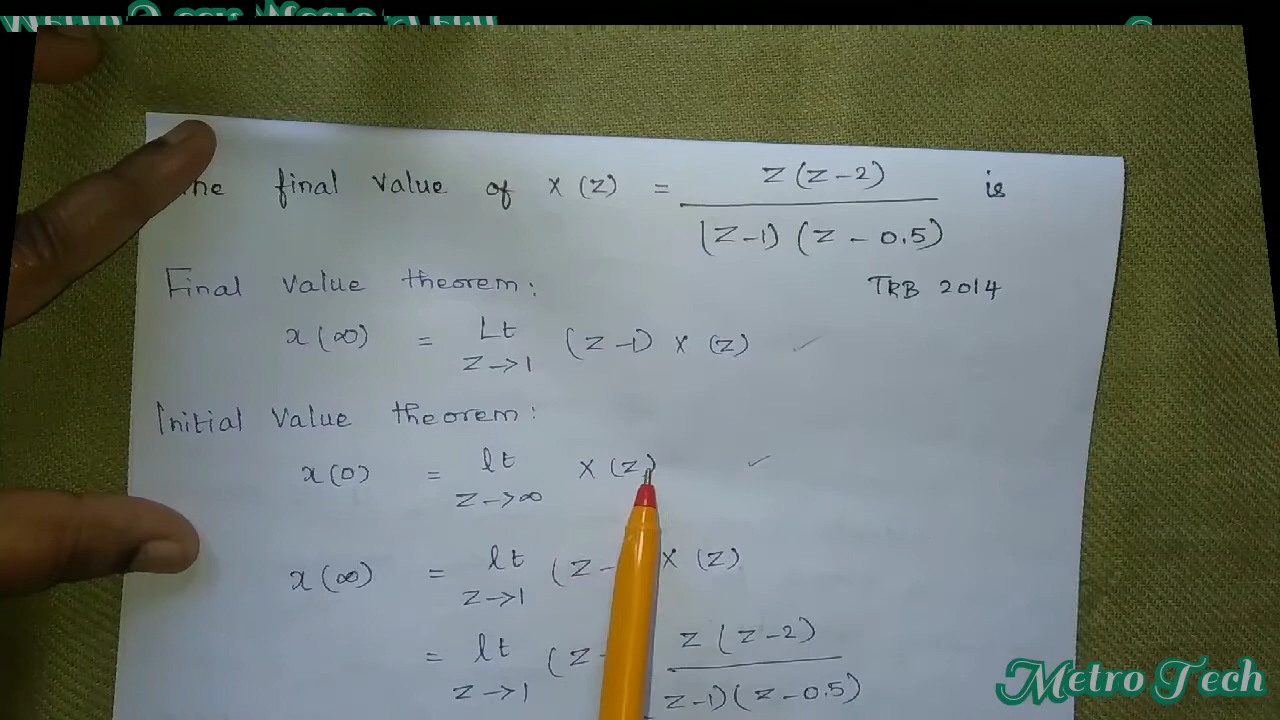 final value of X(Z) = Z(Z-2) / (Z-1)(Z-0.5) is
TRB 2014
Final value theorem:
x(∞) = Lt Z→1 (Z-1) X(Z) ✓
Initial Value theorem:
x(0) = lt Z→∞ X(Z) ✓
x(∞) = lt Z→1 (Z- X(Z)
= lt Z→1 (Z- Z(Z-2) / Z-1)(Z-0.5)
Metro Tech